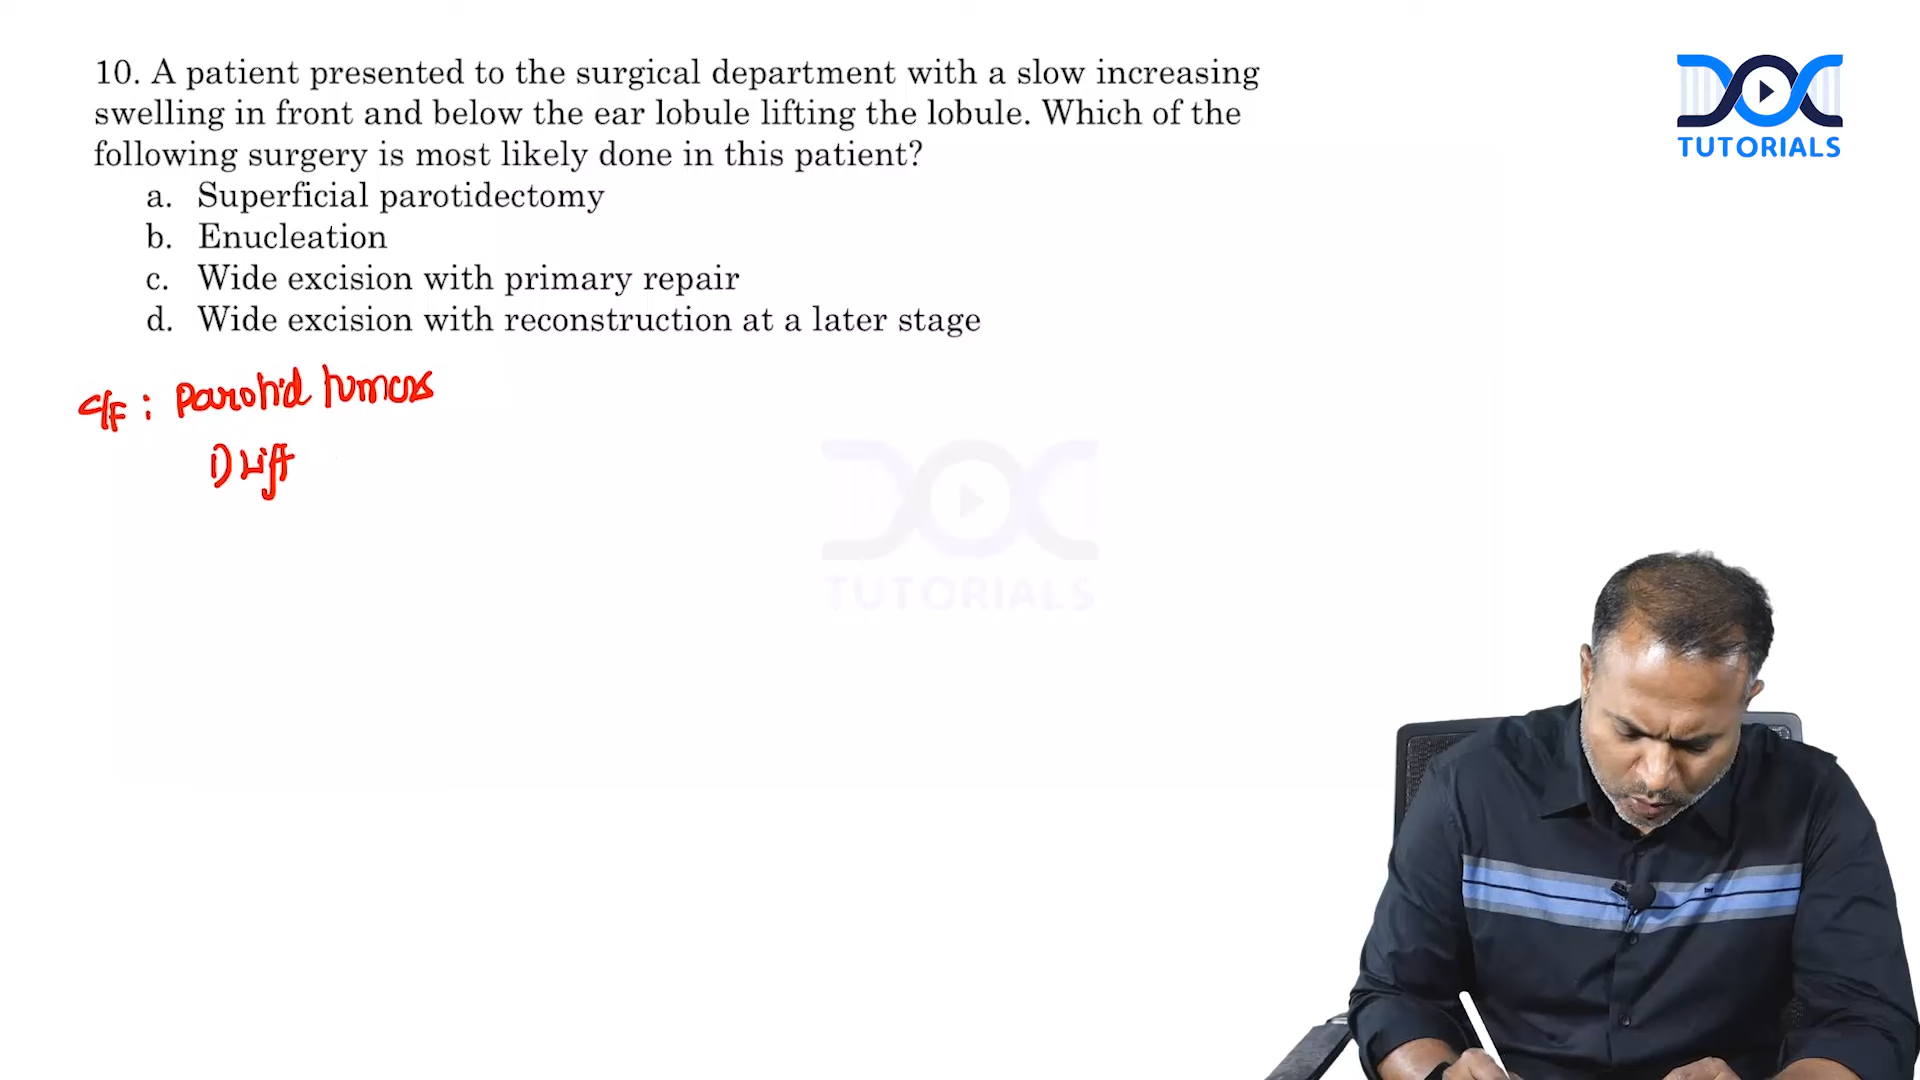 10. A patient presented to the surgical department with a slow increasing
swelling in front and below the ear lobule lifting the lobule. Which of the
following surgery is most likely done in this patient?
a. Superficial parotidectomy
b. Enucleation
c. Wide excision with primary repair
d. Wide excision with reconstruction at a later stage
C/F : Parotid tumors
1) Lift
DOC
TUTORIALS
DOC
TUTORIALS